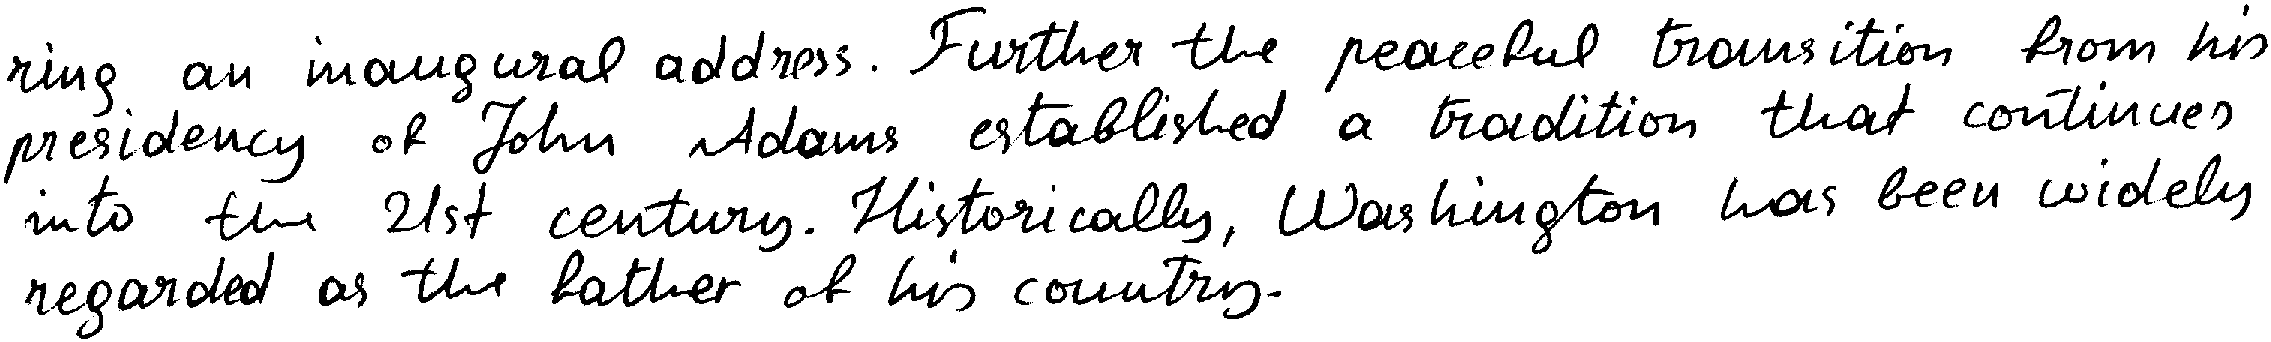 ring an inaugural address. Further the peaceful transition from his
presidency of John Adams established a tradition that continues
into the 21st century. Historically, Washington has been widely
regarded as the father of his country.